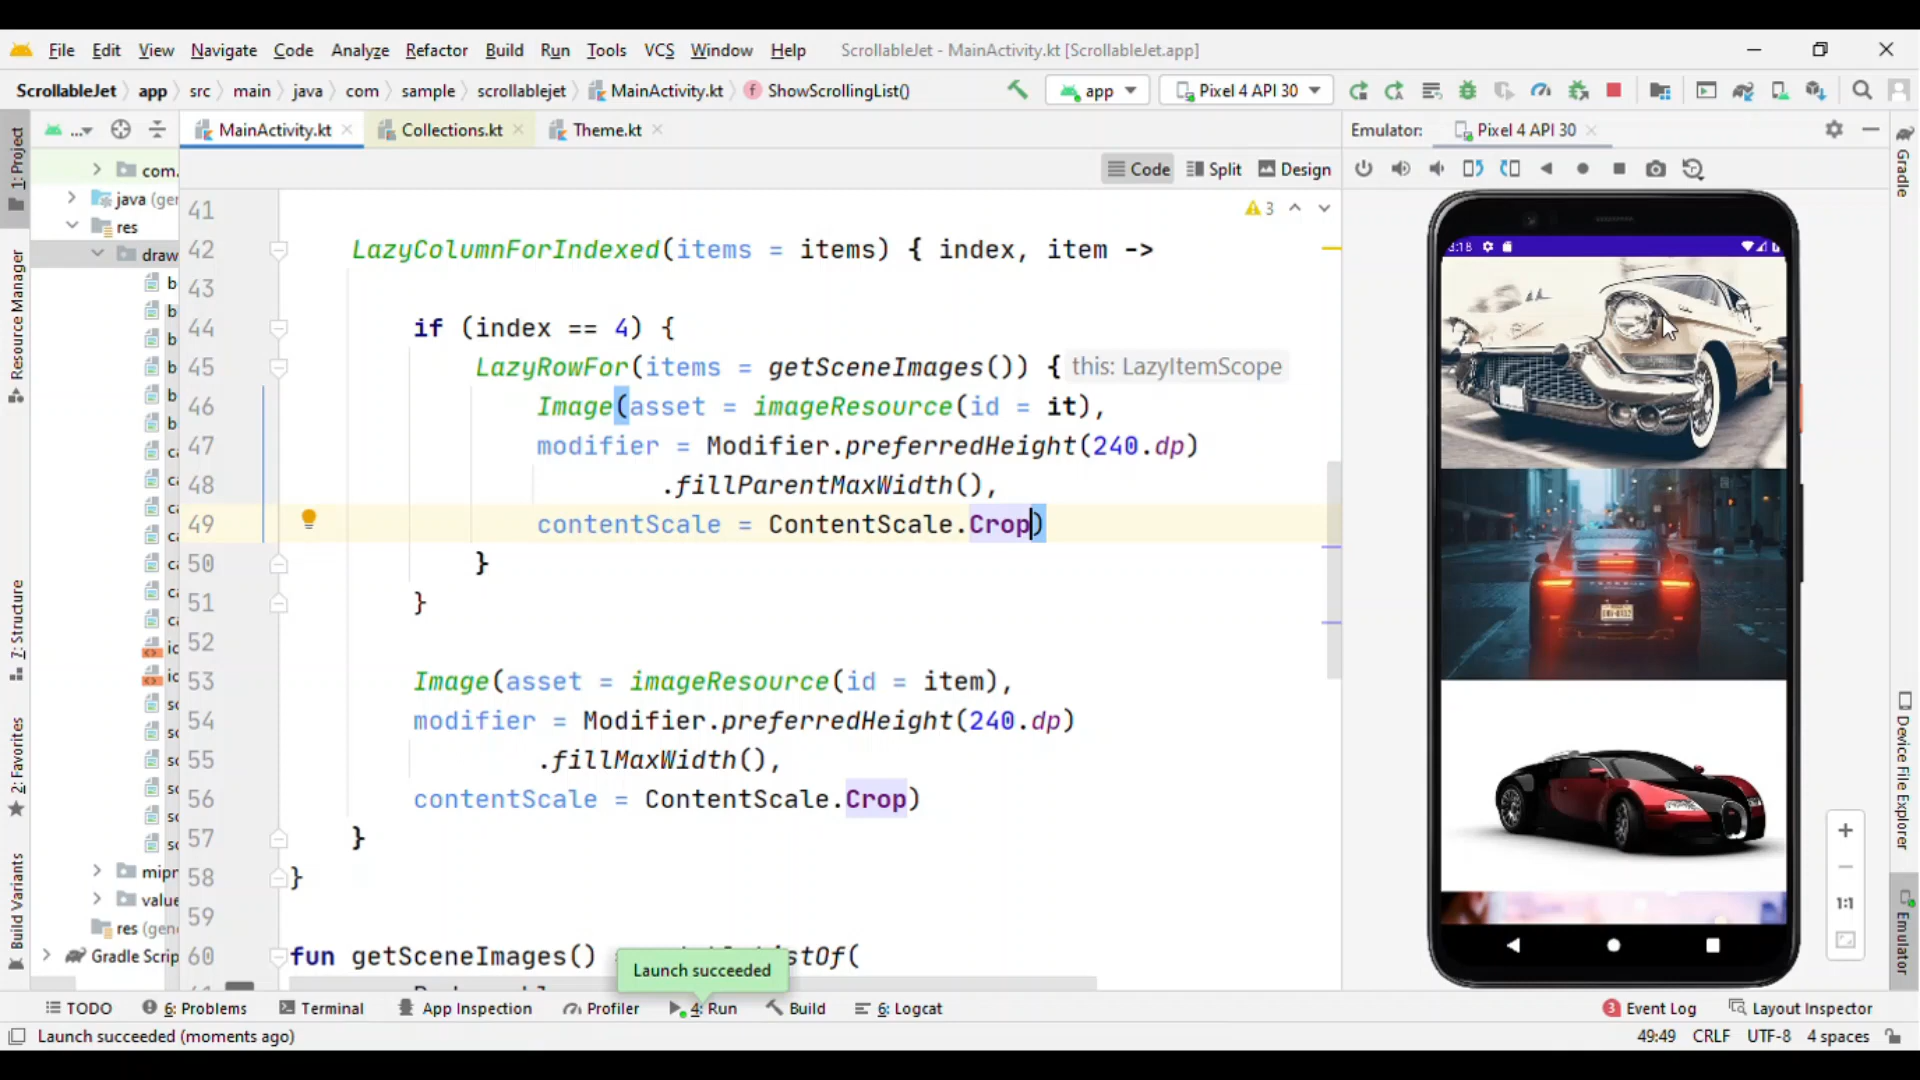 File Edit View Navigate Code Analyze Refactor Build Run Tools VCS Window Help ScrollableJet - MainActivity.kt [ScrollableJet.app]
ScrollableJet app src main java com sample scrollablejet MainActivity.kt ShowScrollingList() app Pixel 4 API 30
... MainActivity.kt Collections.kt Theme.kt Emulator: Pixel 4 API 30
Code Split Design
1: Project
Resource Manager
7: Structure
2: Favorites
Build Variants
com.
java (ge
res
draw
b
b
b
b
b
b
mipr
value
res (gen
Gradle Scrip
3
41
42 LazyColumnForIndexed(items = items) { index, item ->
43
44 if (index == 4) {
45 LazyRowFor(items = getSceneImages()) { this: LazyItemScope
46 Image(asset = imageResource(id = it),
47 modifier = Modifier.preferredHeight(240.dp)
48 .fillParentMaxWidth(),
49 contentScale = ContentScale.Crop)
50 }
51 }
52
53 Image(asset = imageResource(id = item),
54 modifier = Modifier.preferredHeight(240.dp)
55 .fillMaxWidth(),
56 contentScale = ContentScale.Crop)
57 }
58 }
59
60 fun getSceneImages()
stOf(
Launch succeeded
3:18
1:1
Gradle
Device File Explorer
Emulator
TODO 6: Problems Terminal App Inspection Profiler 4: Run Build 6: Logcat 3 Event Log Layout Inspector
Launch succeeded (moments ago) 49:49 CRLF UTF-8 4 spaces